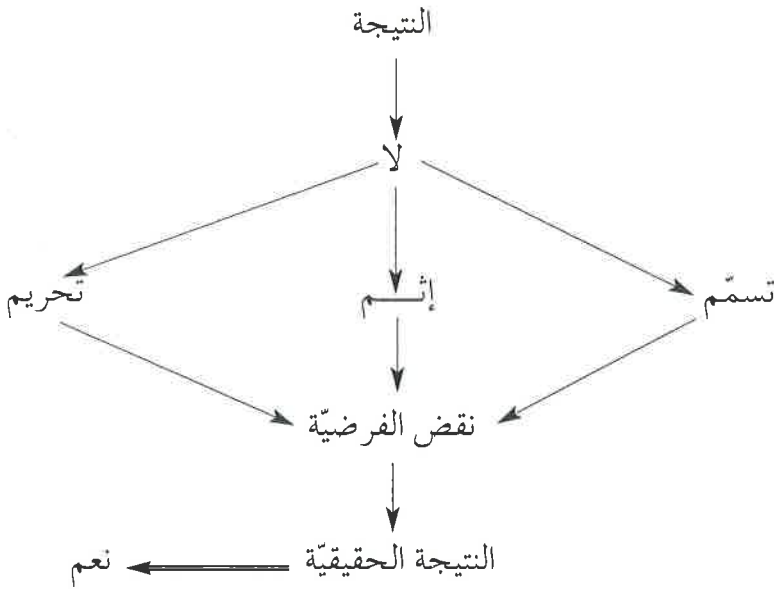 النتيجة
لا
تسمّم إثـــم تحريم
نقض الفرضيّة
النتيجة الحقيقيّة نعم